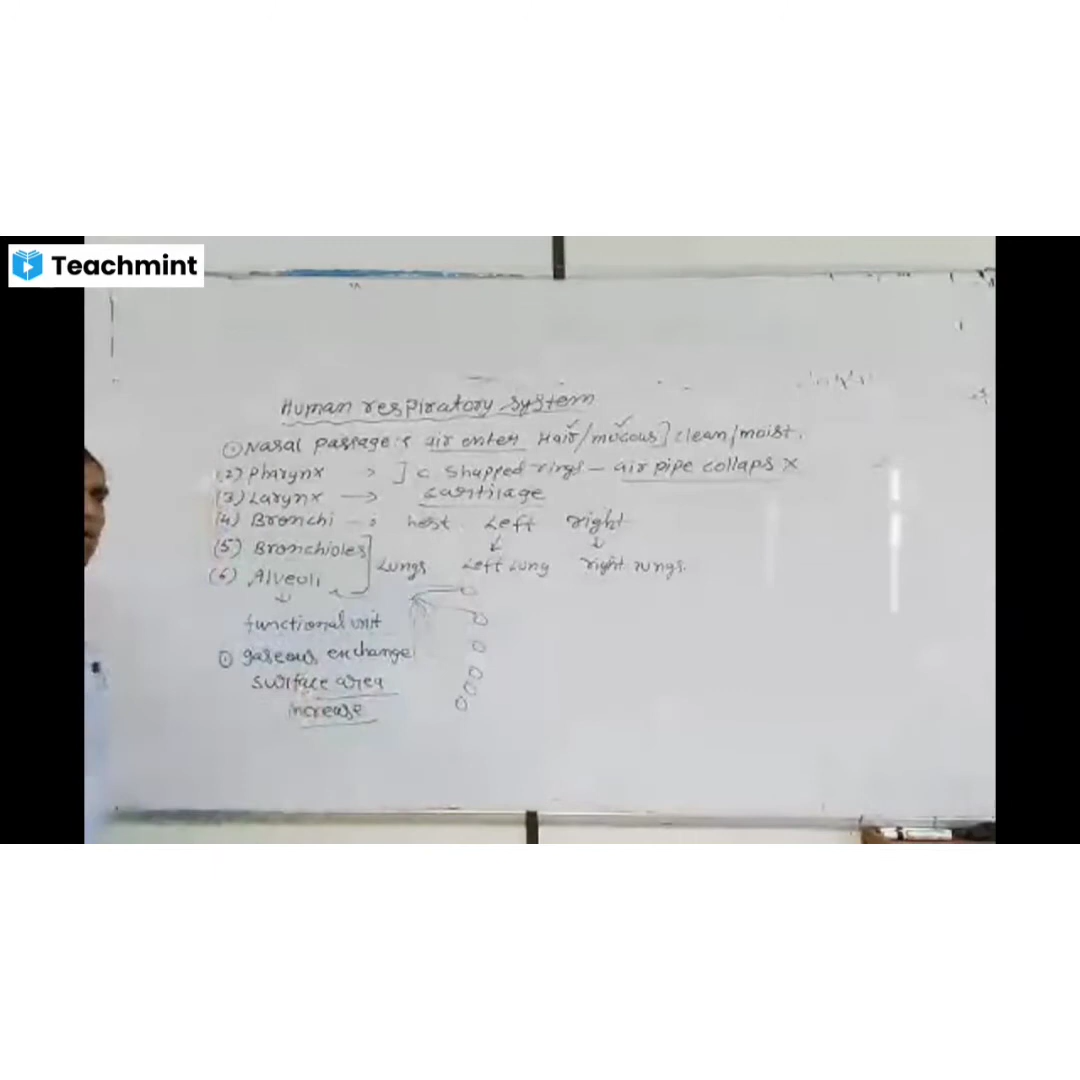 Teachmint
Human respiratory system
① Nasal passage : air enter Hair/mucous] clean/moist.
(2) Pharynx > ] c shapped rings – air pipe collaps x
(3) Larynx → cartilage
(4) Bronchi Left right
(5) Bronchioles] Lungs Left Lung right lungs.
(6) Alveoli
functional unit
① gaseous exchange
surface area
increase